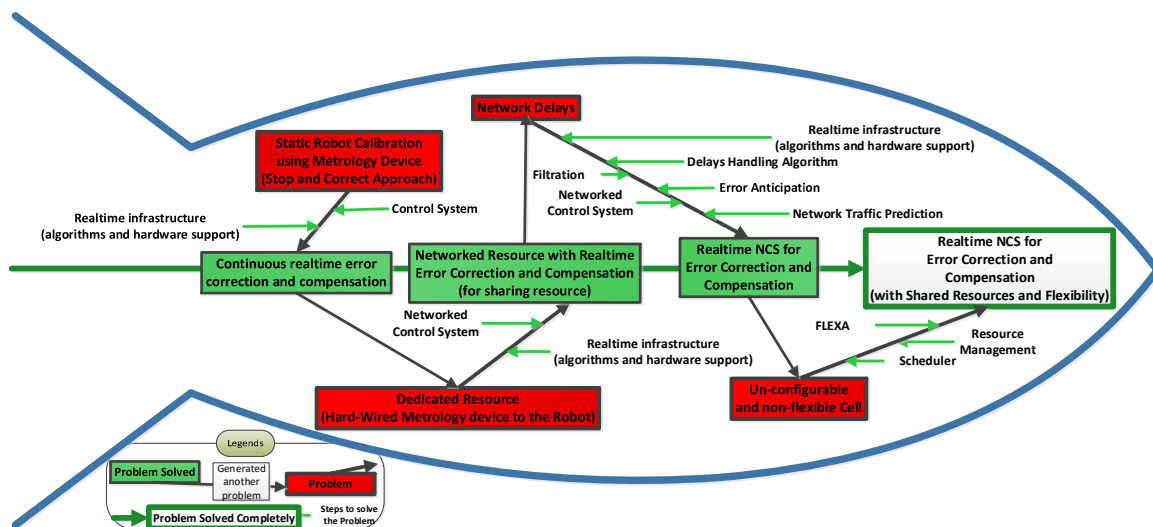 Network Delays
Static Robot Calibration
using Metrology Device
(Stop and Correct Approach)
Realtime infrastructure
(algorithms and hardware support)
Delays Handling Algorithm
Filtration
Error Anticipation
Networked
Control System
Network Traffic Prediction
Control System
Realtime infrastructure
(algorithms and hardware support)
Continuous realtime error
correction and compensation
Networked Resource with Realtime
Error Correction and Compensation
(for sharing resource)
Realtime NCS for
Error Correction and
Compensation
Realtime NCS for
Error Correction and
Compensation
(with Shared Resources and Flexibility)
Networked
Control System
Realtime infrastructure
(algorithms and hardware support)
FLEXA
Resource
Management
Scheduler
Dedicated Resource
(Hard-Wired Metrology device to the Robot)
Un-configurable
and non-flexible Cell
Legends
Problem Solved
Generated
another
problem
Problem
Problem Solved Completely
Steps to solve
the Problem